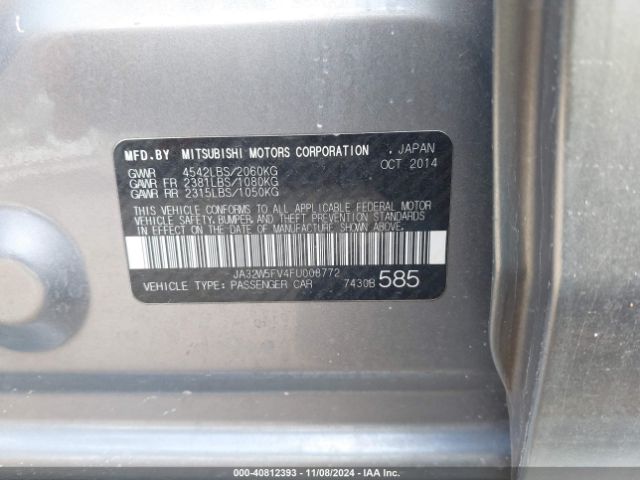 MFD.BY MITSUBISHI MOTORS CORPORATION , JAPAN
GVWR 4542LBS/2060KG OCT 2014
GAWR FR 2381LBS/1080KG
GAWR RR 2315LBS/1050KG
THIS VEHICLE CONFORMS TO ALL APPLICABLE FEDERAL MOTOR
VEHICLE SAFETY, BUMPER, AND THEFT PREVENTION STANDARDS
IN EFFECT ON THE DATE OF MANUFACTURE SHOWN ABOVE.
JA32W5FV4FU008772
VEHICLE TYPE: PASSENGER CAR 7430B 585
000-40812393 - 11/08/2024 - IAA Inc.